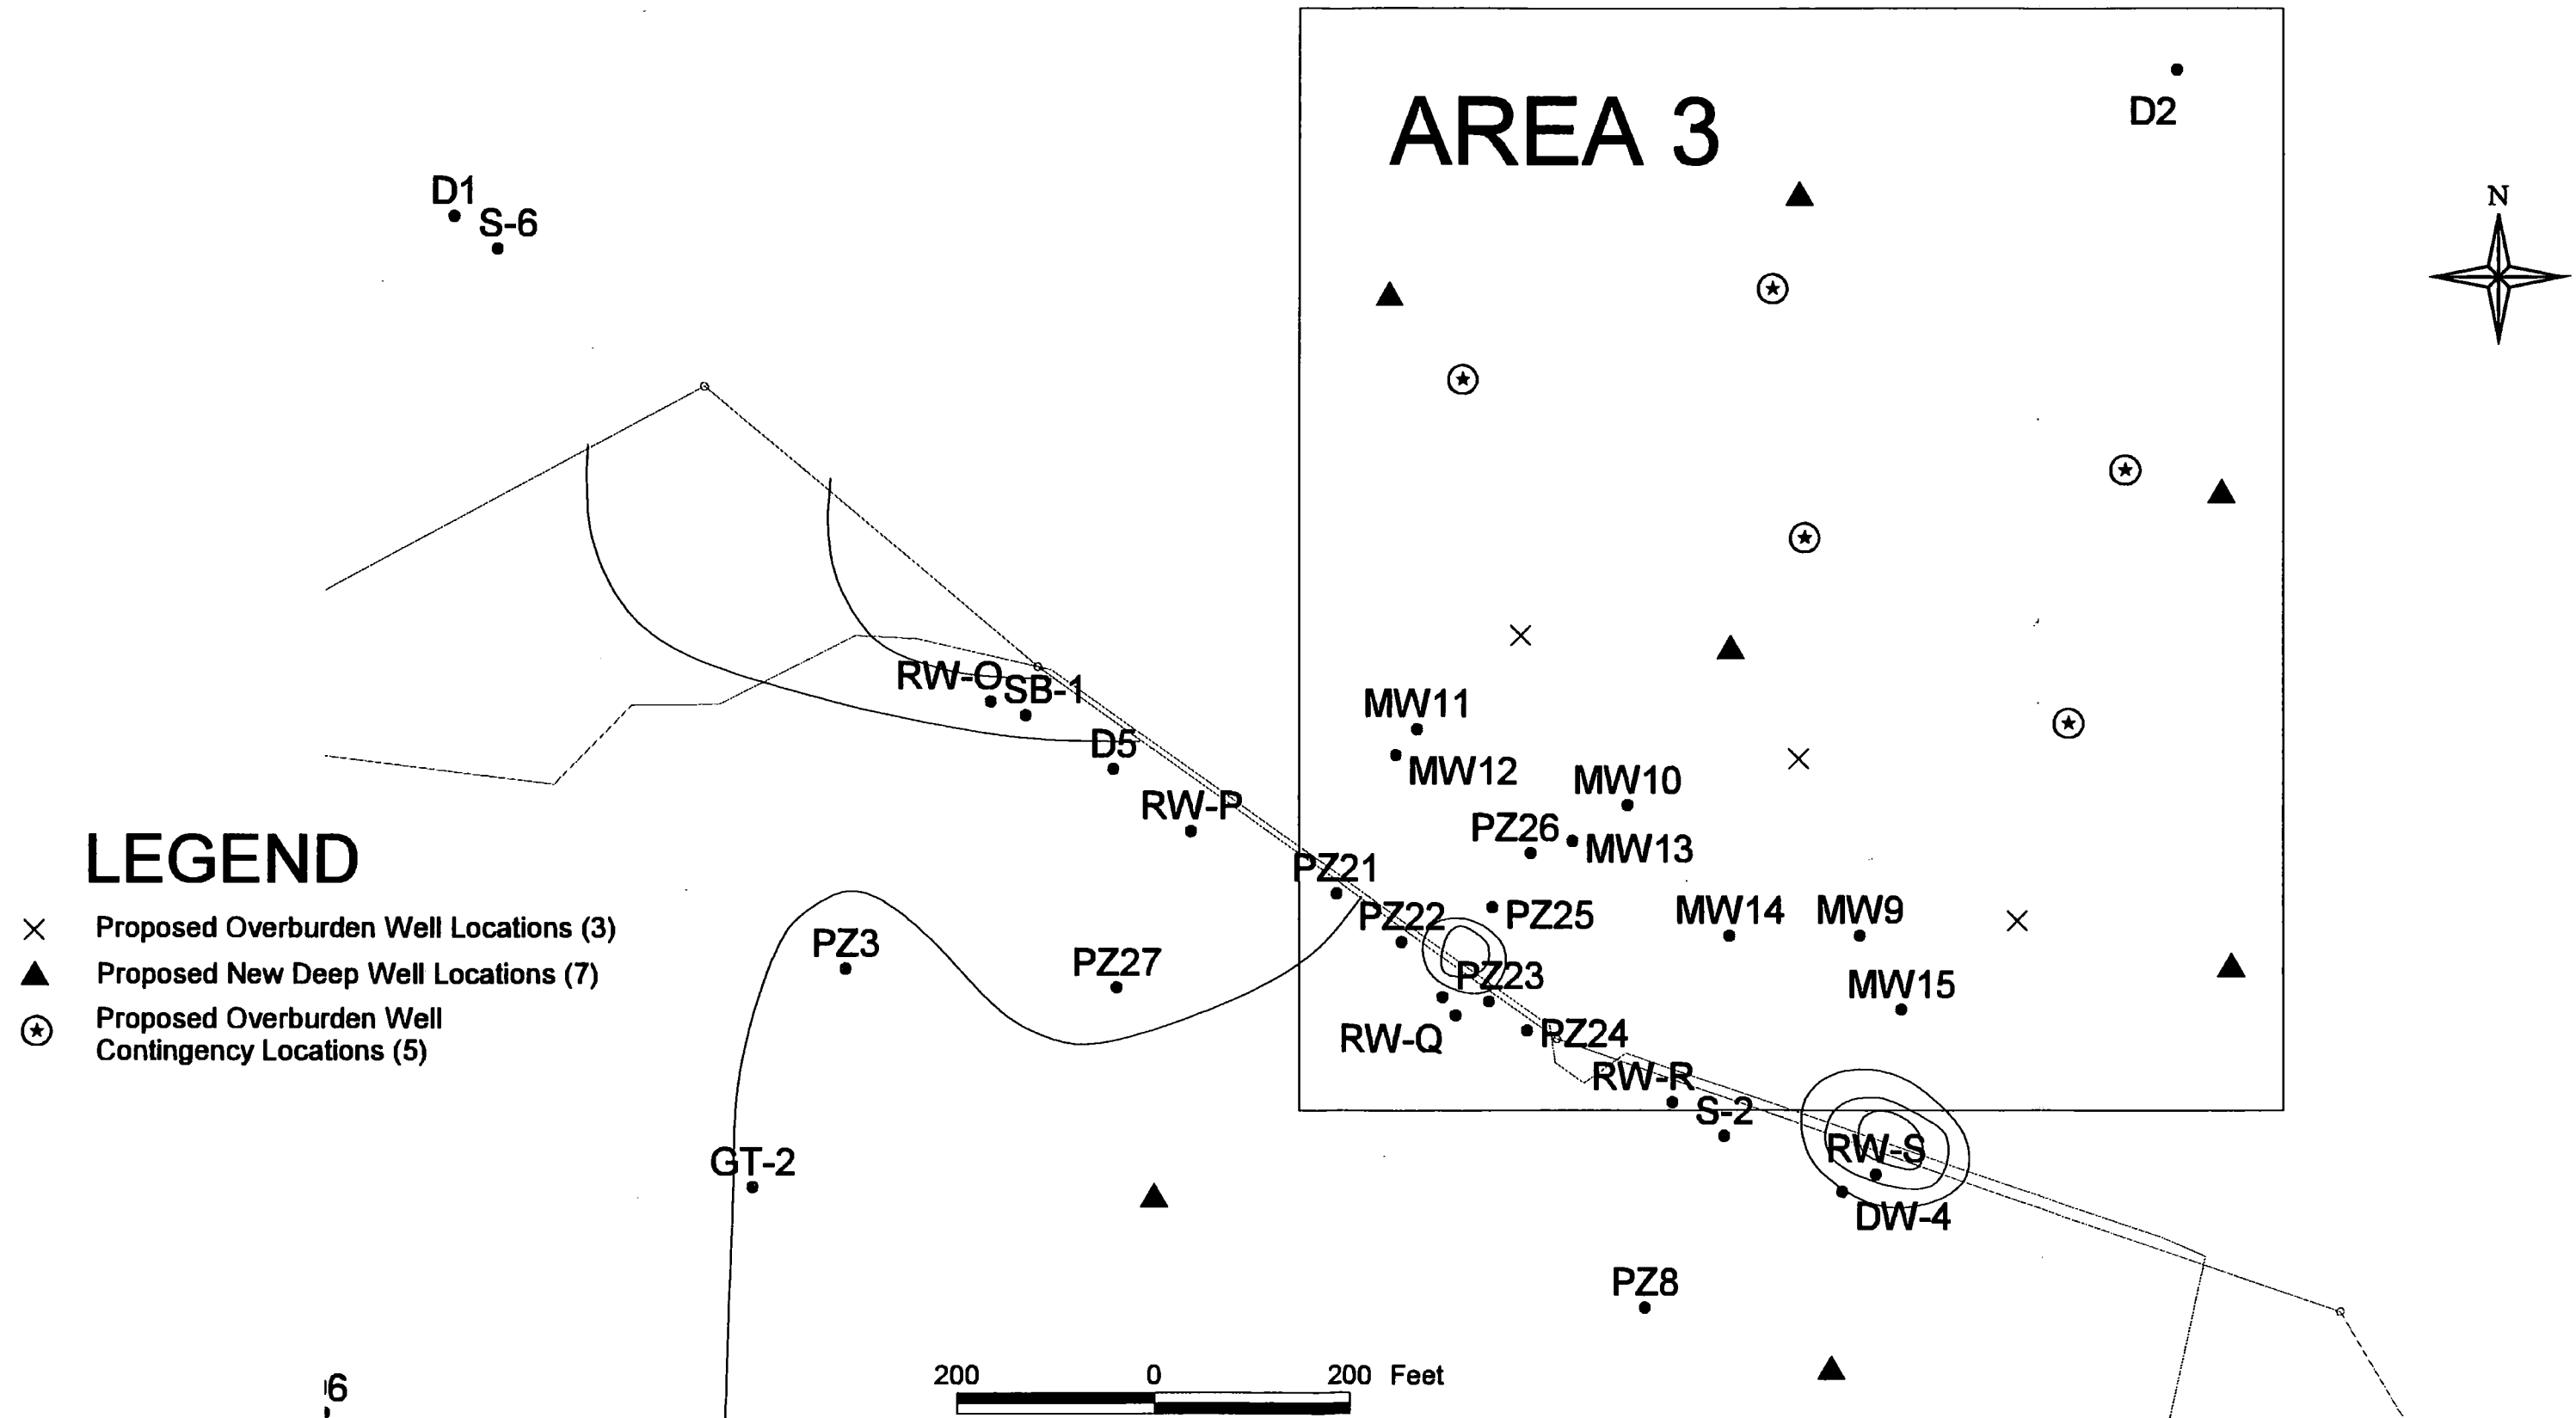 AREA 3
D2
D1
S-6
N
RW-O
SB-1
D5
RW-P
MW11
MW12
MW10
PZ26
MW13
PZ21
PZ22
PZ25
MW14
MW9
PZ23
MW15
RW-Q
PZ24
RW-R
S-2
RW-S
DW-4
PZ3
PZ27
GT-2
PZ8
LEGEND
Proposed Overburden Well Locations (3)
Proposed New Deep Well Locations (7)
Proposed Overburden Well
Contingency Locations (5)
200 0 200 Feet
6